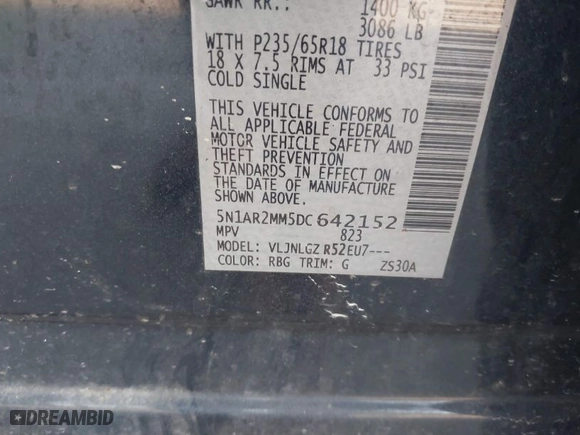 GAWR RR.: 1400 KG
3086 LB
WITH P235/65R18 TIRES
18 X 7.5 RIMS AT 33 PSI
COLD SINGLE
THIS VEHICLE CONFORMS TO
ALL APPLICABLE FEDERAL
MOTOR VEHICLE SAFETY AND
THEFT PREVENTION
STANDARDS IN EFFECT ON
THE DATE OF MANUFACTURE
SHOWN ABOVE.
5N1AR2MM5DC642152
MPV 823
MODEL: VLJNLGZ R52EU7---
COLOR: RBG TRIM: G ZS30A
DREAMBID